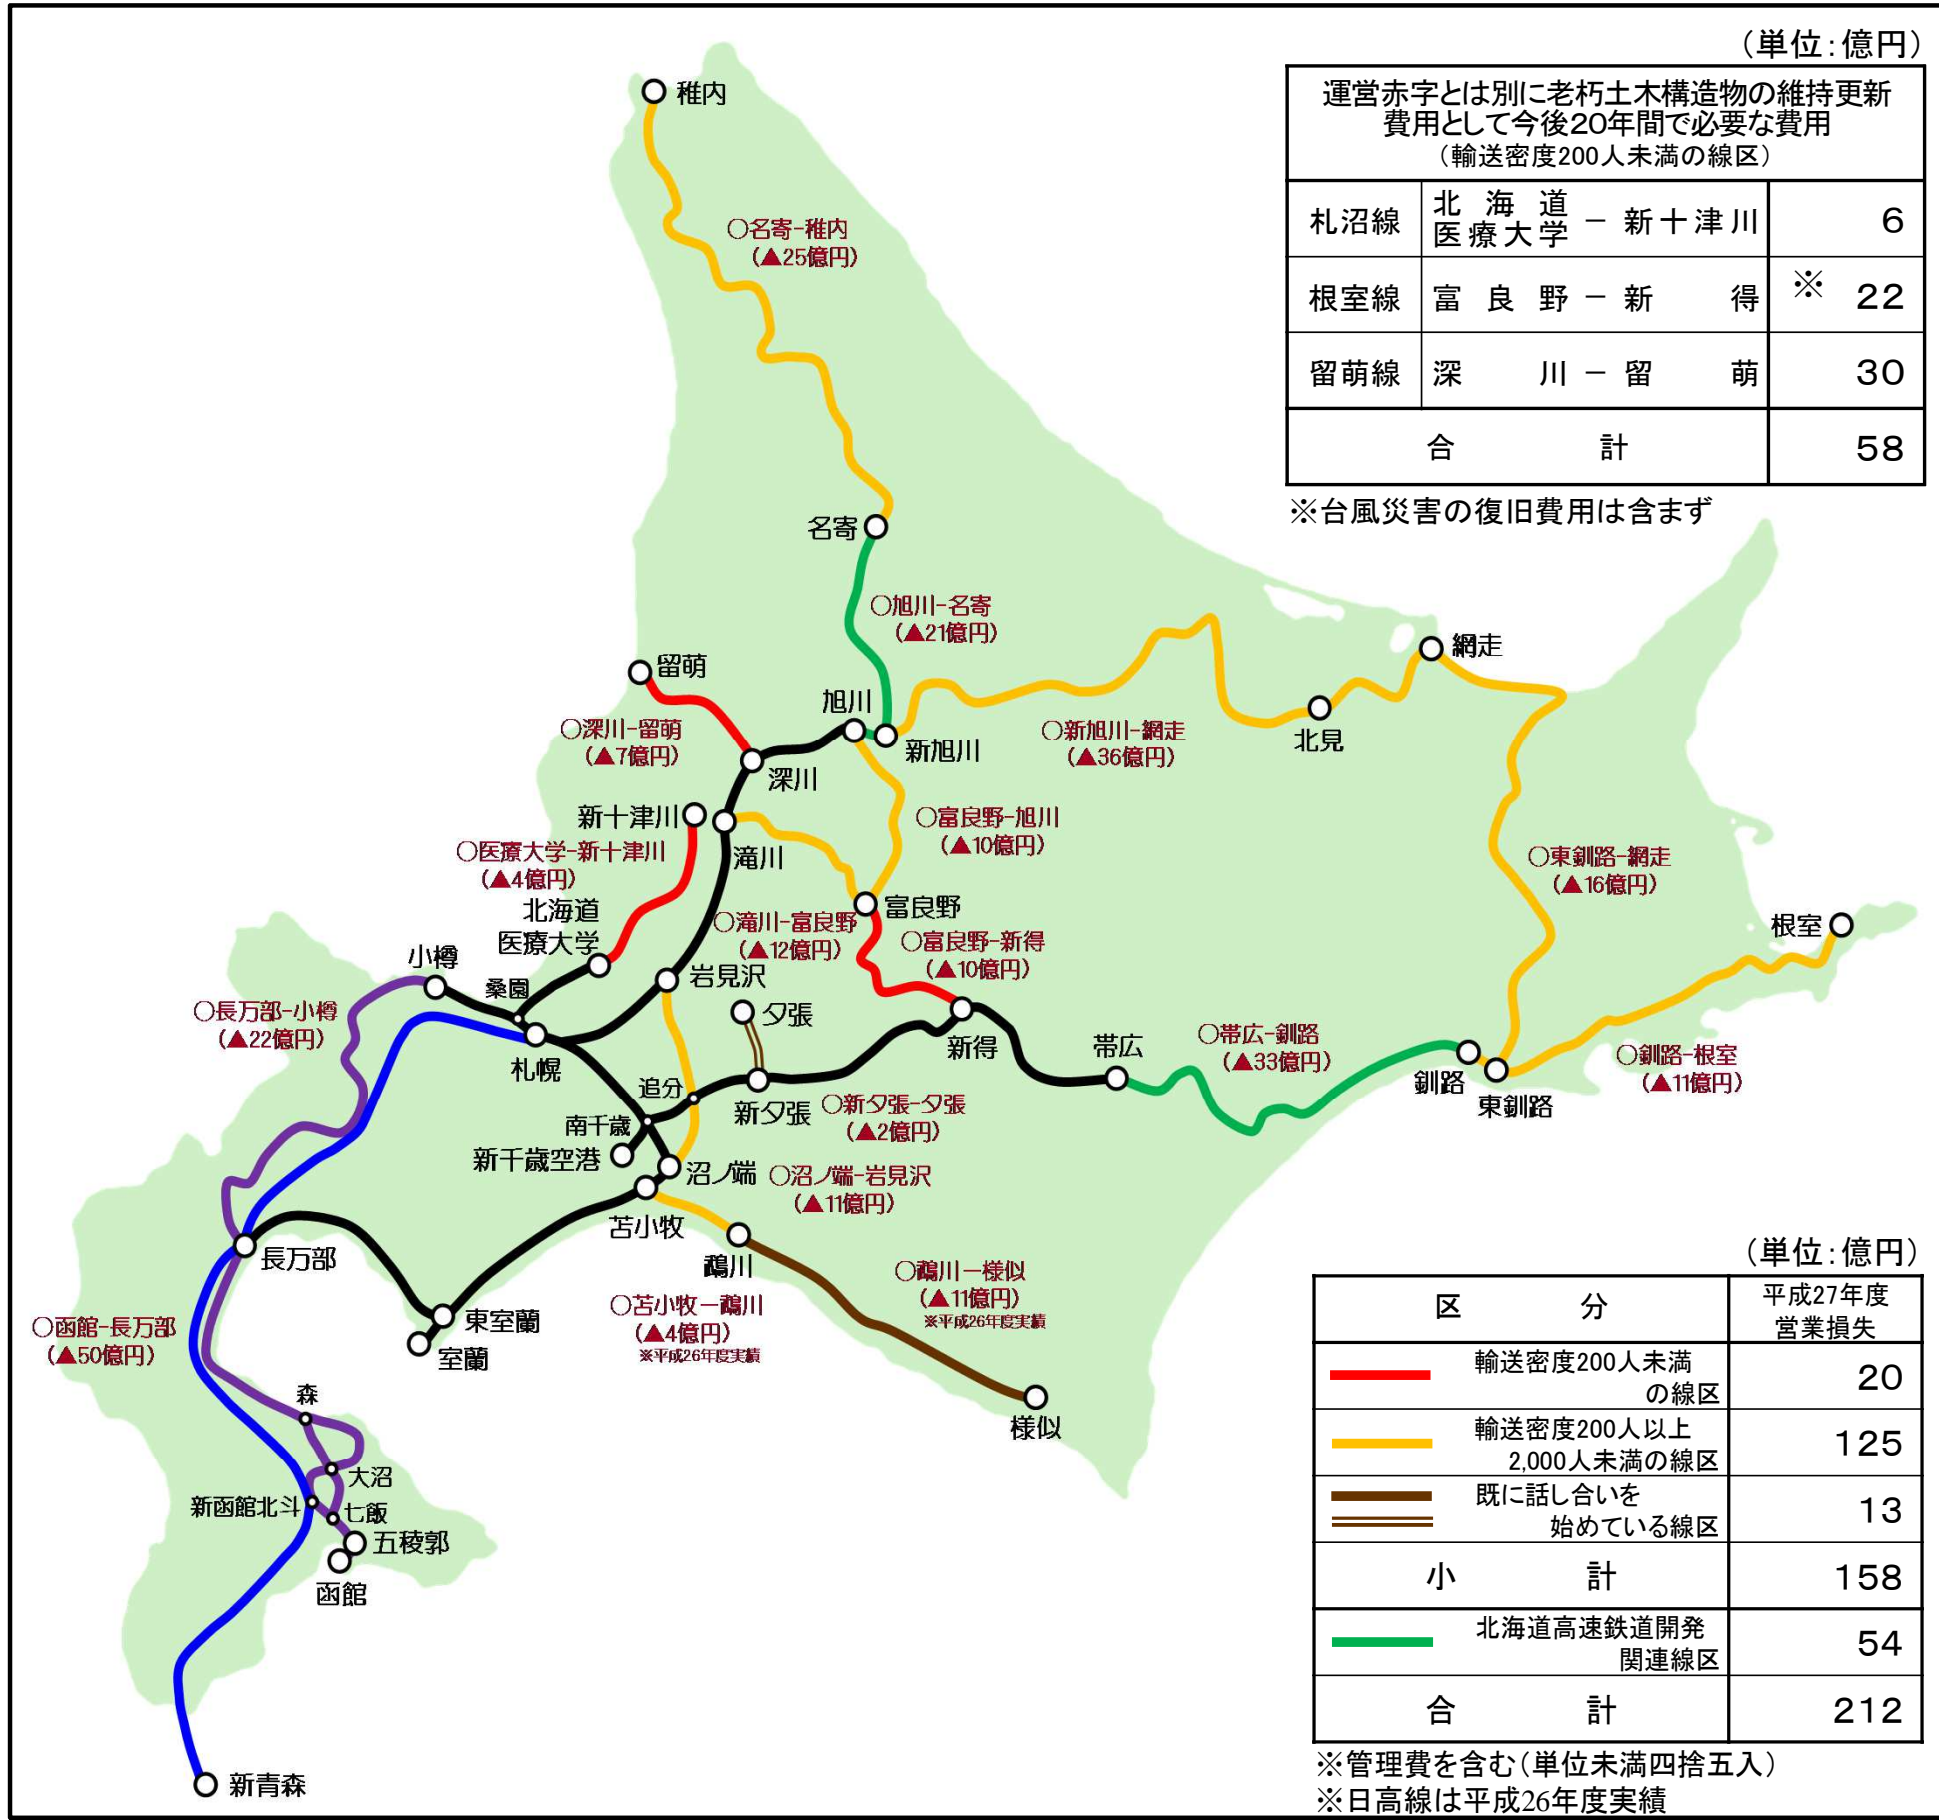 (単位:億円)
運営赤字とは別に老朽土木構造物の維持更新
費用として今後20年間で必要な費用
(輸送密度200人未満の線区)
札沼線 北海道医療大学 － 新十津川 6
根室線 富良野 － 新得 ※ 22
留萌線 深川 － 留萌 30
合計 58
※台風災害の復旧費用は含まず
稚内
○名寄-稚内
(▲25億円)
名寄
○旭川-名寄
(▲21億円)
留萌
○深川-留萌
(▲7億円)
旭川
新旭川
○新旭川-網走
(▲36億円)
網走
北見
深川
新十津川
滝川
○医療大学-新十津川
(▲4億円)
○富良野-旭川
(▲10億円)
○東釧路-網走
(▲16億円)
北海道
医療大学
○滝川-富良野
(▲12億円)
富良野
○富良野-新得
(▲10億円)
根室
小樽
桑園
岩見沢
○長万部-小樽
(▲22億円)
札幌
夕張
新得
帯広
○帯広-釧路
(▲33億円)
釧路
東釧路
○釧路-根室
(▲11億円)
追分
新夕張
○新夕張-夕張
(▲2億円)
南千歳
新千歳空港
沼ノ端
○沼ノ端-岩見沢
(▲11億円)
苫小牧
長万部
鵡川
○苫小牧－鵡川
(▲4億円)
※平成26年度実績
○鵡川－様似
(▲11億円)
※平成26年度実績
様似
東室蘭
室蘭
○函館-長万部
(▲50億円)
森
大沼
新函館北斗
七飯
五稜郭
函館
新青森
(単位:億円)
区分 平成27年度
営業損失
輸送密度200人未満
の線区 20
輸送密度200人以上
2,000人未満の線区 125
既に話し合いを
始めている線区 13
小計 158
北海道高速鉄道開発
関連線区 54
合計 212
※管理費を含む(単位未満四捨五入)
※日高線は平成26年度実績